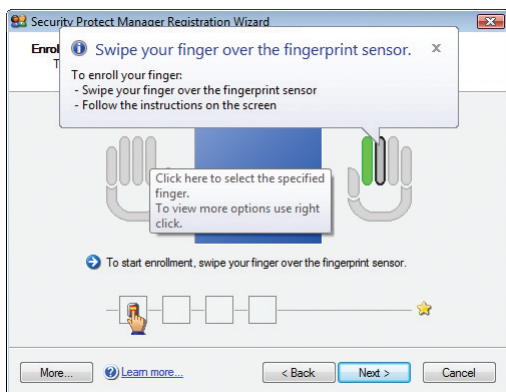 Security Protect Manager Registration Wizard
Enrol
T
Swipe your finger over the fingerprint sensor.
To enroll your finger:
- Swipe your finger over the fingerprint sensor
- Follow the instructions on the screen
Click here to select the specified
finger.
To view more options use right
click.
To start enrollment, swipe your finger over the fingerprint sensor.
More...
Learn more...
< Back
Next >
Cancel